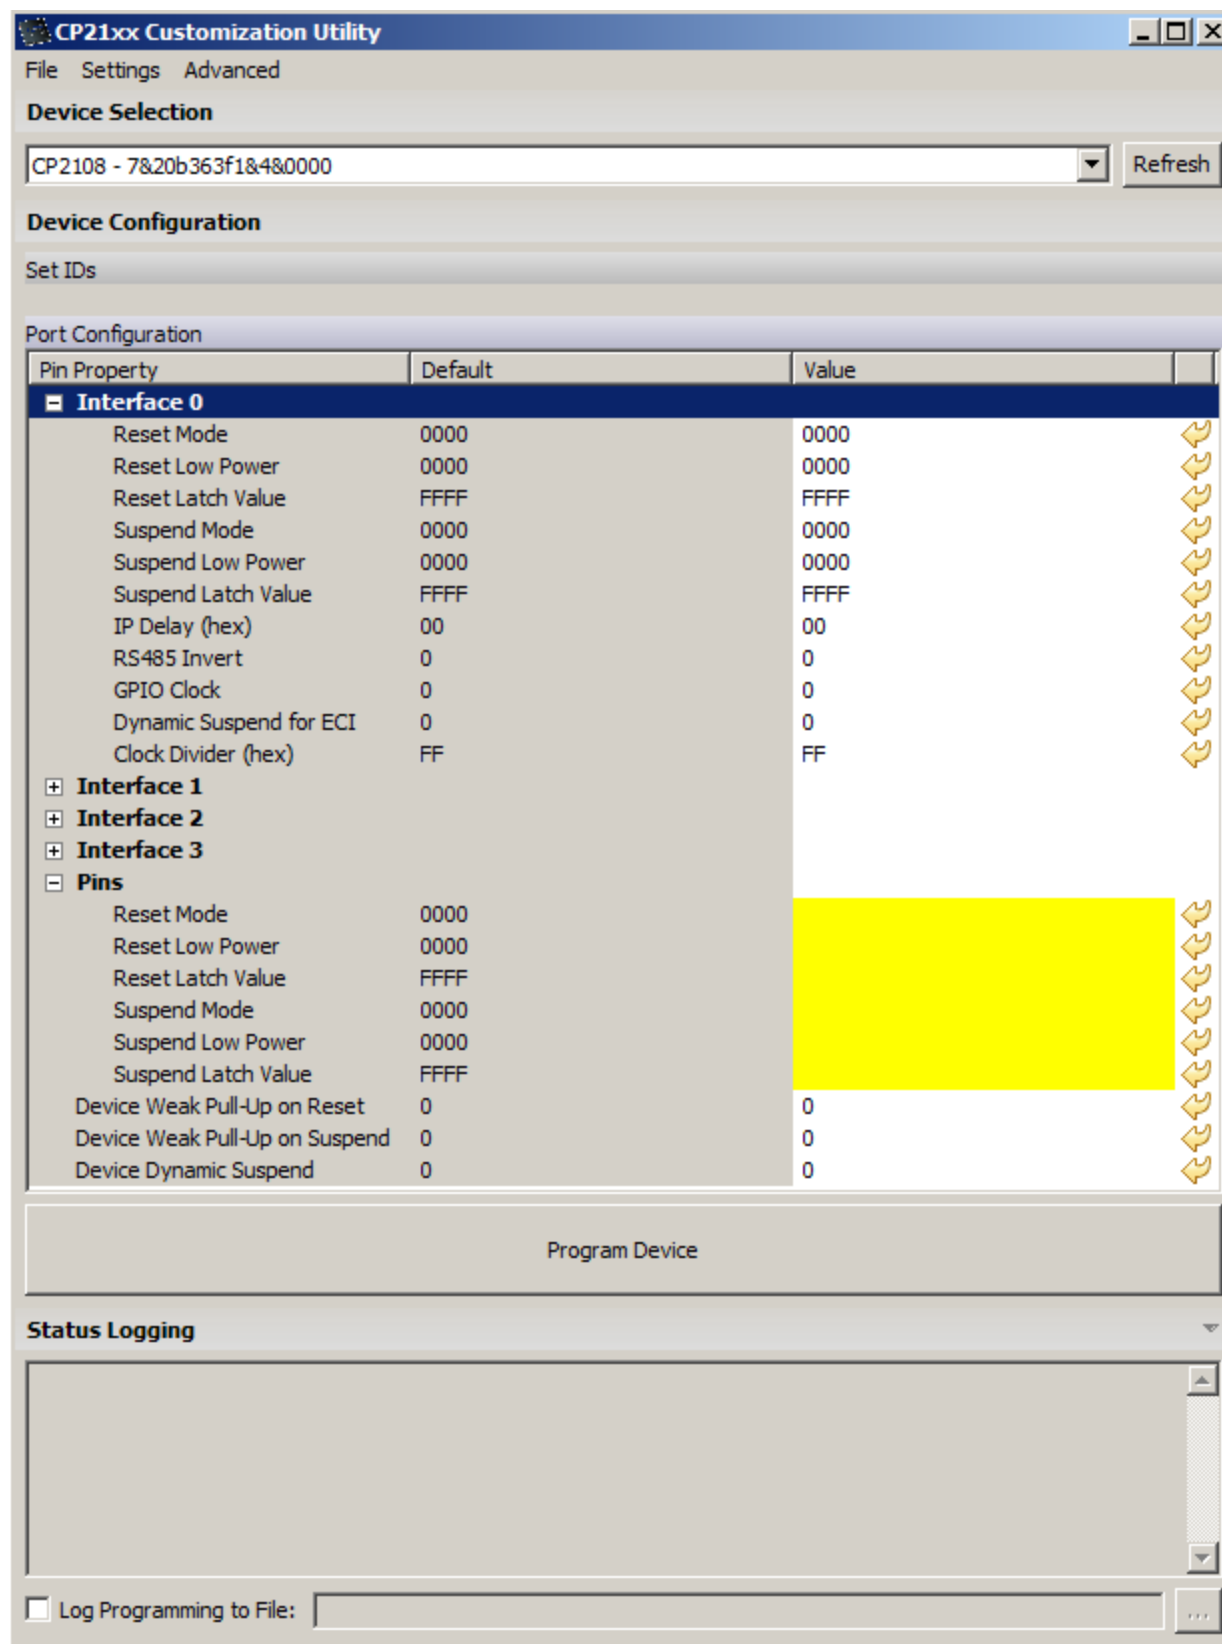 CP21xx Customization Utility
File Settings Advanced
Device Selection
CP2108 - 7&20b363f1&4&0000 Refresh
Device Configuration
Set IDs
Port Configuration
Pin Property Default Value
Interface 0
Reset Mode 0000 0000
Reset Low Power 0000 0000
Reset Latch Value FFFF FFFF
Suspend Mode 0000 0000
Suspend Low Power 0000 0000
Suspend Latch Value FFFF FFFF
IP Delay (hex) 00 00
RS485 Invert 0 0
GPIO Clock 0 0
Dynamic Suspend for ECI 0 0
Clock Divider (hex) FF FF
Interface 1
Interface 2
Interface 3
Pins
Reset Mode 0000
Reset Low Power 0000
Reset Latch Value FFFF
Suspend Mode 0000
Suspend Low Power 0000
Suspend Latch Value FFFF
Device Weak Pull-Up on Reset 0 0
Device Weak Pull-Up on Suspend 0 0
Device Dynamic Suspend 0 0
Program Device
Status Logging
Log Programming to File: ...